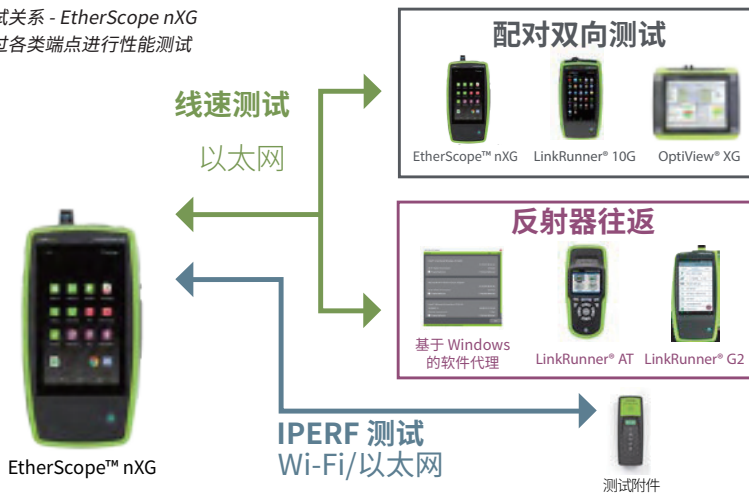 试关系 - EtherScope nXG
过各类端点进行性能测试
配对双向测试
线速测试
以太网
EtherScope™ nXG
LinkRunner® 10G
OptiView® XG
反射器往返
基于 Windows
的软件代理
LinkRunner® AT
LinkRunner® G2
IPERF 测试
Wi-Fi/以太网
EtherScope™ nXG
测试附件